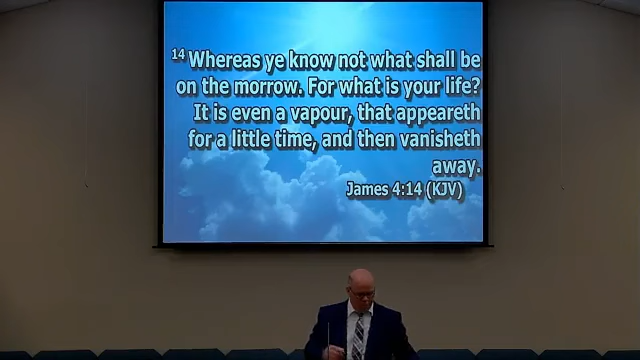 14 Whereas ye know not what shall be
on the morrow. For what is your life?
It is even a vapour, that appeareth
for a little time, and then vanisheth
away.
James 4:14 (KJV)